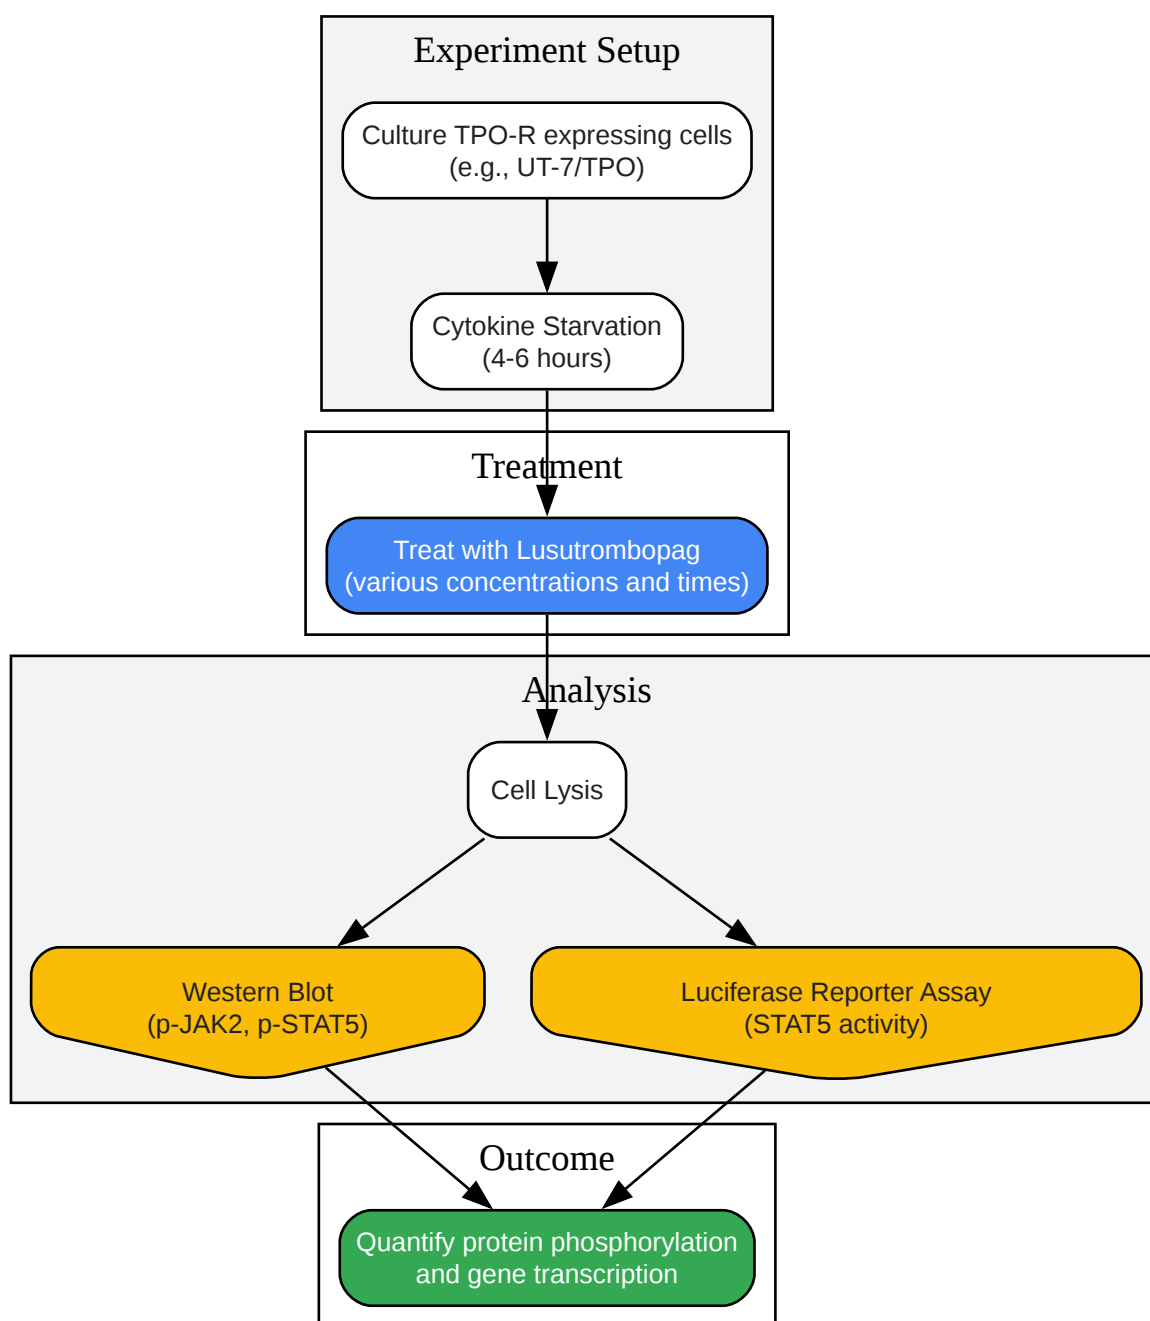 Experiment Setup
Culture TPO-R expressing cells
(e.g., UT-7/TPO)
Cytokine Starvation
(4-6 hours)
Treatment
Treat with Lusutrombopag
(various concentrations and times)
Analysis
Cell Lysis
Western Blot
(p-JAK2, p-STAT5)
Luciferase Reporter Assay
(STAT5 activity)
Outcome
Quantify protein phosphorylation
and gene transcription